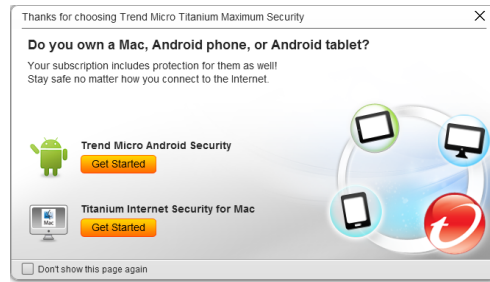 Thanks for choosing Trend Micro Titanium Maximum Security
Do you own a Mac, Android phone, or Android tablet?
Your subscription includes protection for them as well!
Stay safe no matter how you connect to the Internet.
Trend Micro Android Security
Get Started
Mac
Titanium Internet Security for Mac
Get Started
Don't show this page again